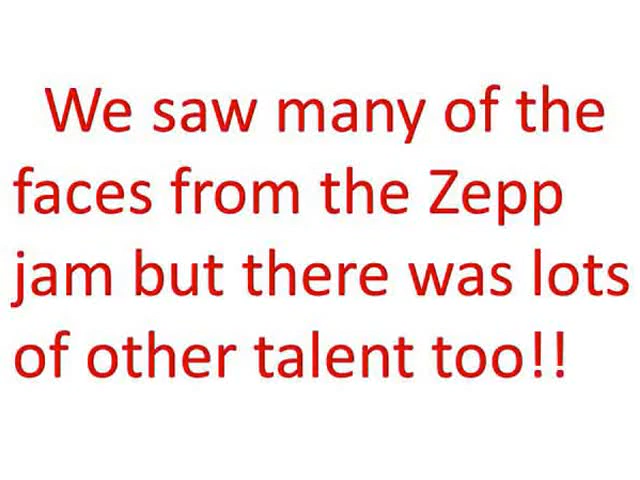 We saw many of the
faces from the Zepp
jam but there was lots
of other talent too!!